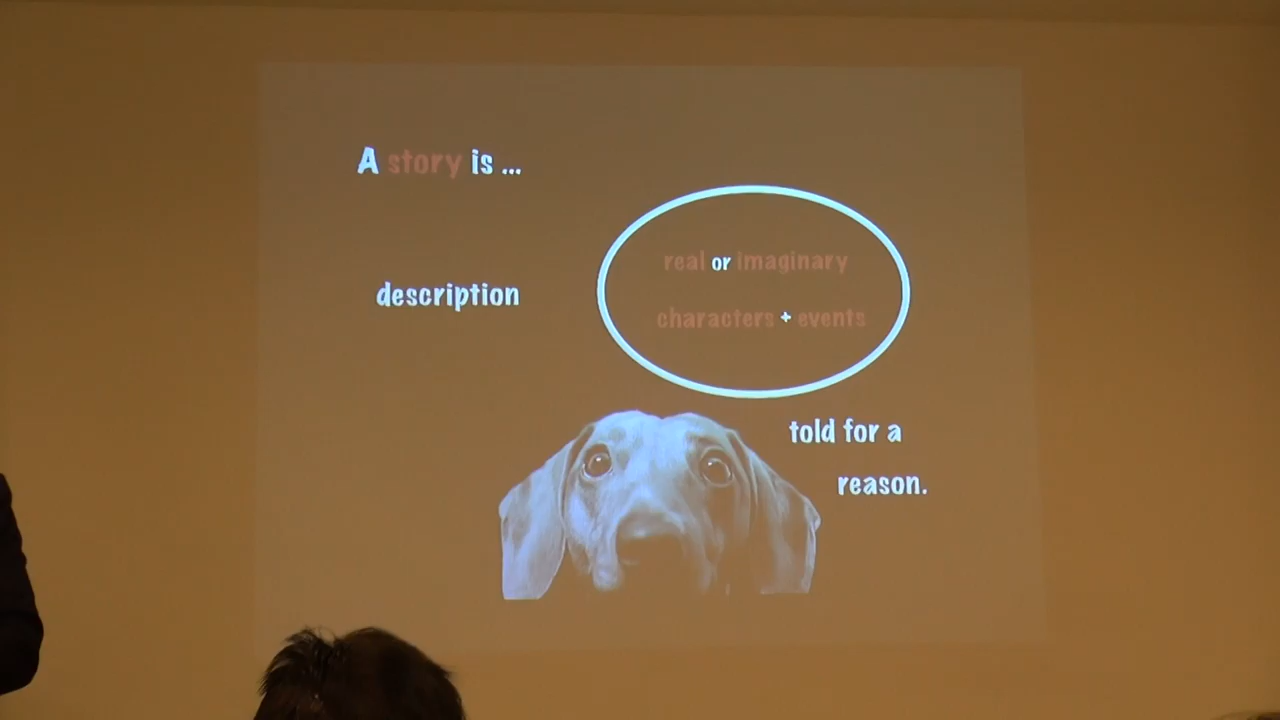 A story is ...
real or imaginary
description
characters + events
told for a
reason.